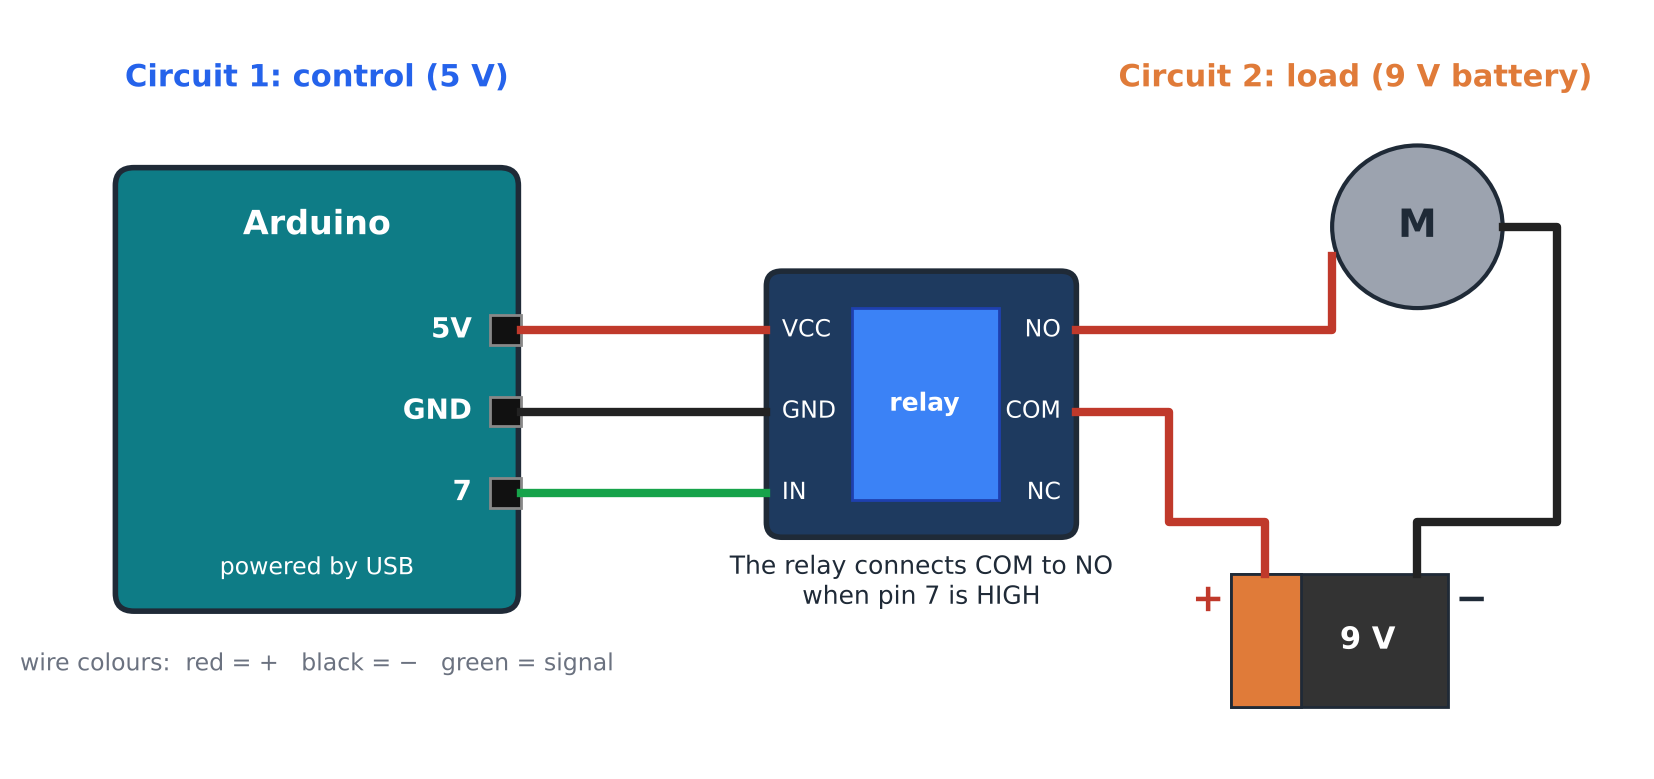 Circuit 1: control (5 V)
Circuit 2: load (9 V battery)
Arduino
M
5V
GND
7
powered by USB
VCC
GND
IN
relay
NO
COM
NC
The relay connects COM to NO
when pin 7 is HIGH
+
−
9 V
wire colours:  red = +   black = −   green = signal